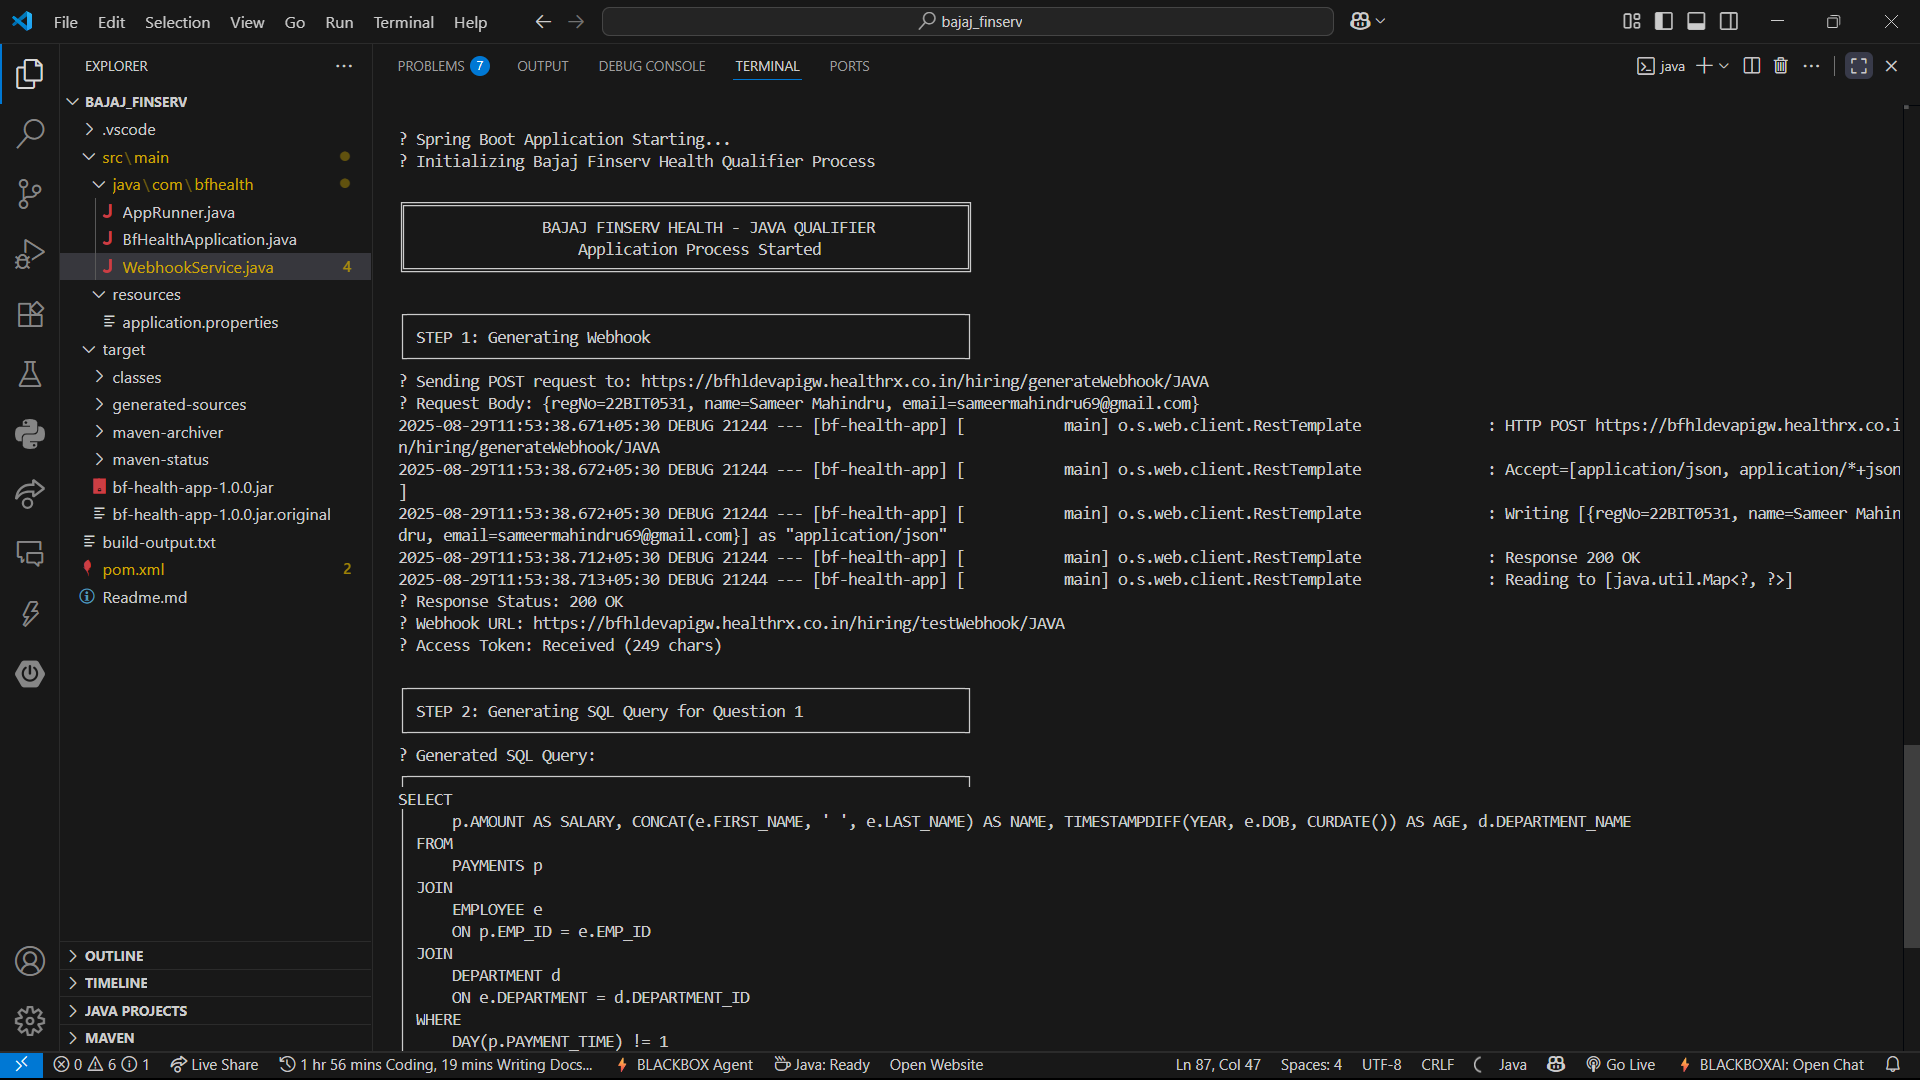 File Edit Selection View Go Run Terminal Help
bajaj_finserv
EXPLORER
BAJAJ_FINSERV
.vscode
src\main
java\com\bfhealth
AppRunner.java
BfHealthApplication.java
WebhookService.java 4
resources
application.properties
target
classes
generated-sources
maven-archiver
maven-status
bf-health-app-1.0.0.jar
bf-health-app-1.0.0.jar.original
build-output.txt
pom.xml 2
Readme.md
OUTLINE
TIMELINE
JAVA PROJECTS
MAVEN
PROBLEMS 7 OUTPUT DEBUG CONSOLE TERMINAL PORTS
java
? Spring Boot Application Starting...
? Initializing Bajaj Finserv Health Qualifier Process
BAJAJ FINSERV HEALTH - JAVA QUALIFIER
Application Process Started
STEP 1: Generating Webhook
? Sending POST request to: https://bfhldevapigw.healthrx.co.in/hiring/generateWebhook/JAVA
? Request Body: {regNo=22BIT0531, name=Sameer Mahindru, email=sameermahindru69@gmail.com}
2025-08-29T11:53:38.671+05:30 DEBUG 21244 --- [bf-health-app] [           main] o.s.web.client.RestTemplate              : HTTP POST https://bfhldevapigw.healthrx.co.i
n/hiring/generateWebhook/JAVA
2025-08-29T11:53:38.672+05:30 DEBUG 21244 --- [bf-health-app] [           main] o.s.web.client.RestTemplate              : Accept=[application/json, application/*+json
]
2025-08-29T11:53:38.672+05:30 DEBUG 21244 --- [bf-health-app] [           main] o.s.web.client.RestTemplate              : Writing [{regNo=22BIT0531, name=Sameer Mahin
dru, email=sameermahindru69@gmail.com}] as "application/json"
2025-08-29T11:53:38.712+05:30 DEBUG 21244 --- [bf-health-app] [           main] o.s.web.client.RestTemplate              : Response 200 OK
2025-08-29T11:53:38.713+05:30 DEBUG 21244 --- [bf-health-app] [           main] o.s.web.client.RestTemplate              : Reading to [java.util.Map<?, ?>]
? Response Status: 200 OK
? Webhook URL: https://bfhldevapigw.healthrx.co.in/hiring/testWebhook/JAVA
? Access Token: Received (249 chars)
STEP 2: Generating SQL Query for Question 1
? Generated SQL Query:
SELECT
p.AMOUNT AS SALARY, CONCAT(e.FIRST_NAME, ' ', e.LAST_NAME) AS NAME, TIMESTAMPDIFF(YEAR, e.DOB, CURDATE()) AS AGE, d.DEPARTMENT_NAME
FROM
PAYMENTS p
JOIN
EMPLOYEE e
ON p.EMP_ID = e.EMP_ID
JOIN
DEPARTMENT d
ON e.DEPARTMENT = d.DEPARTMENT_ID
WHERE
DAY(p.PAYMENT_TIME) != 1
0 6 1 Live Share 1 hr 56 mins Coding, 19 mins Writing Docs... BLACKBOX Agent Java: Ready Open Website Ln 87, Col 47 Spaces: 4 UTF-8 CRLF Java Go Live BLACKBOXAI: Open Chat